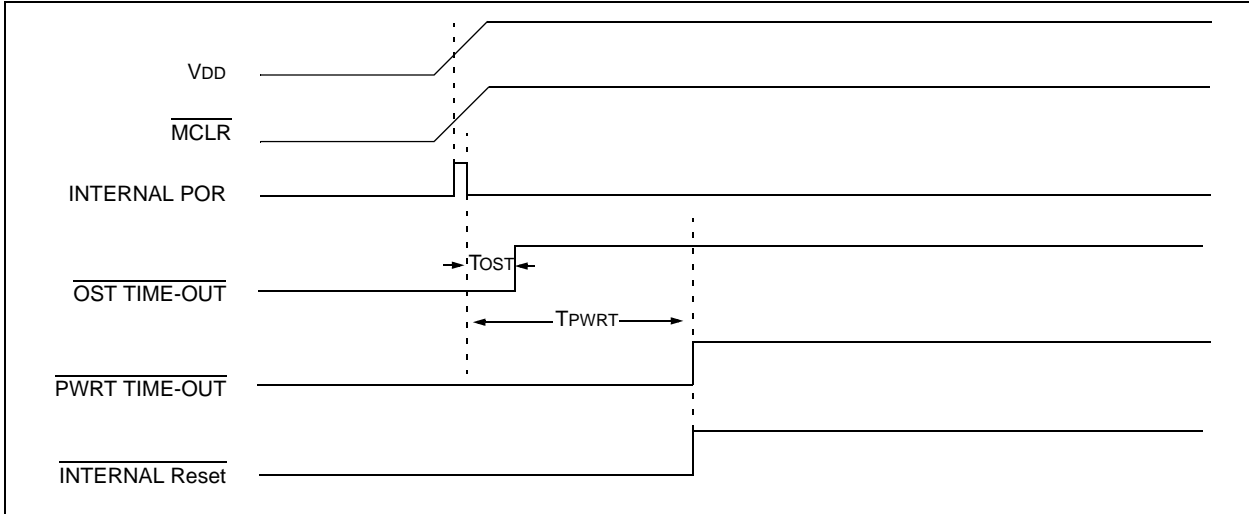 VDD
MCLR
INTERNAL POR
TOST
OST TIME-OUT
TPWRT
PWRT TIME-OUT
INTERNAL Reset